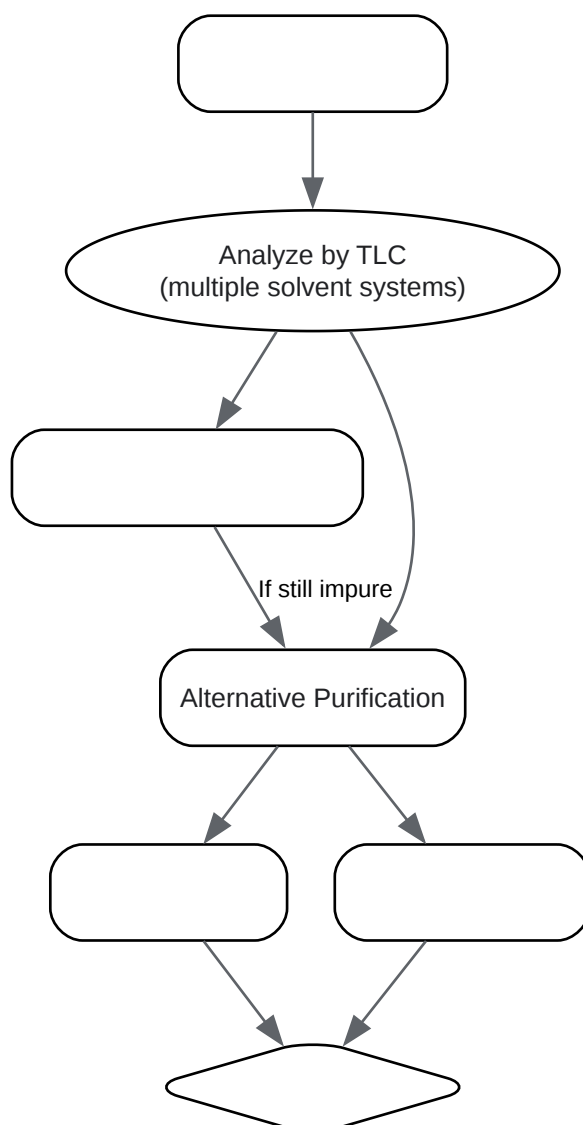 Analyze by TLC
(multiple solvent systems)
If still impure
Alternative Purification